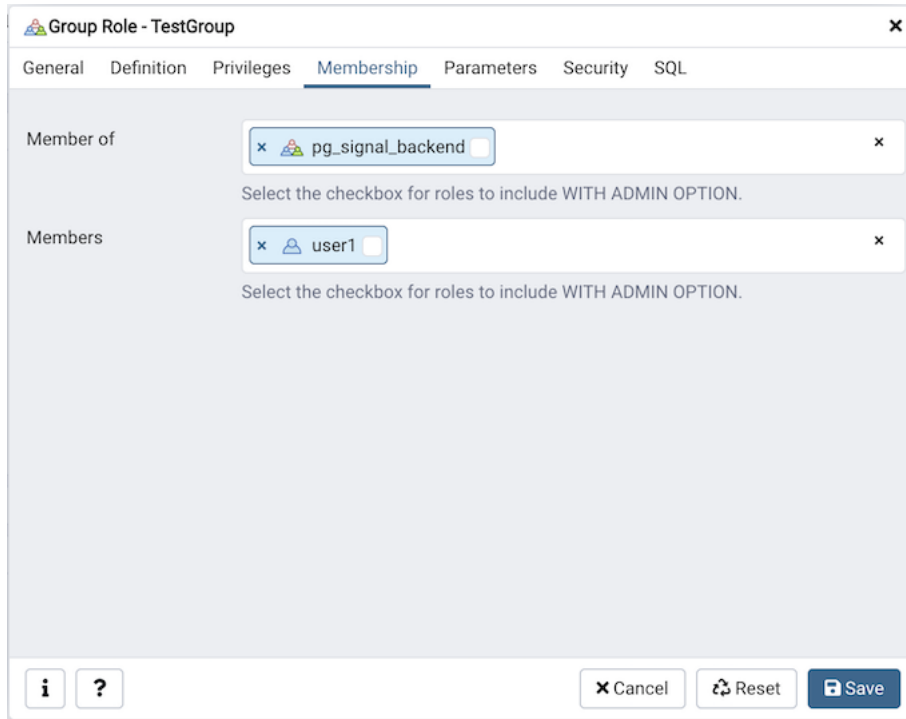 Group Role - TestGroup
General Definition Privileges Membership Parameters Security SQL
Member of
pg_signal_backend
Select the checkbox for roles to include WITH ADMIN OPTION.
Members
user1
Select the checkbox for roles to include WITH ADMIN OPTION.
i ? Cancel Reset Save